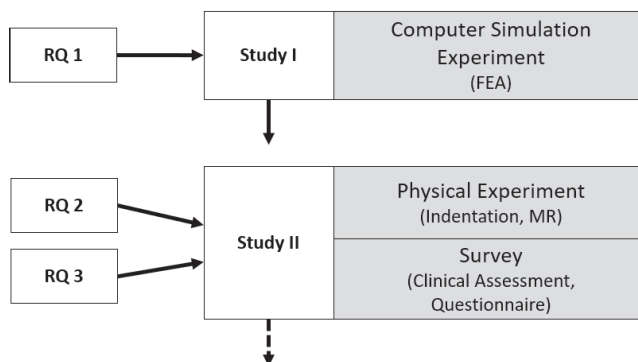 RQ 1
Study I
Computer Simulation
Experiment
(FEA)
RQ 2
RQ 3
Study II
Physical Experiment
(Indentation, MR)
Survey
(Clinical Assessment,
Questionnaire)